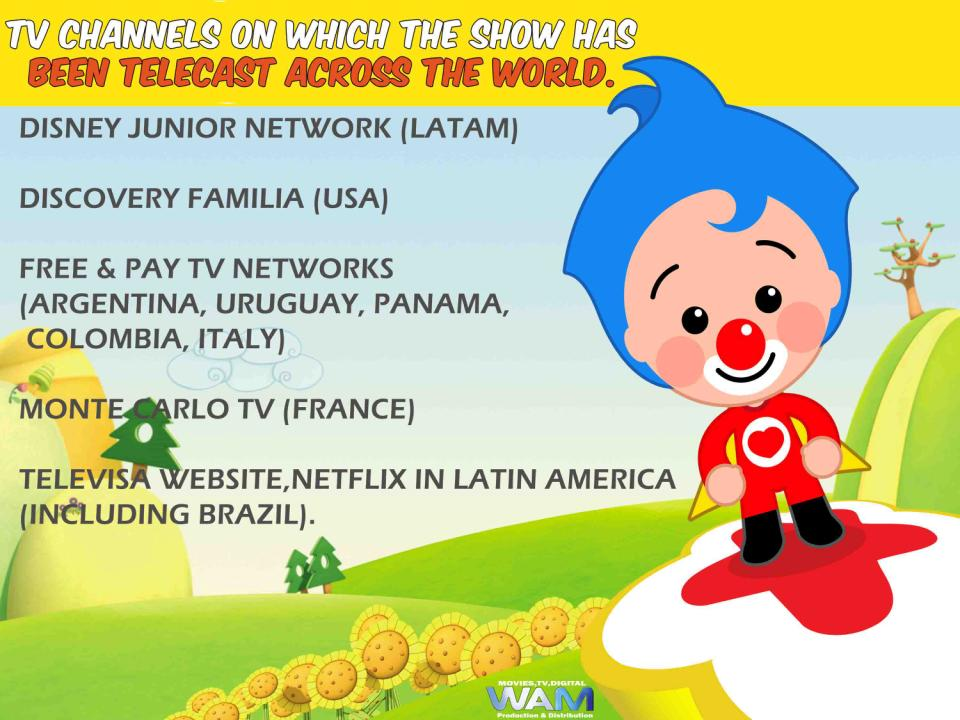 TV CHANNELS ON WHICH THE SHOW HAS
BEEN TELECAST ACROSS THE WORLD.
DISNEY JUNIOR NETWORK (LATAM)
DISCOVERY FAMILIA (USA)
FREE & PAY TV NETWORKS
(ARGENTINA, URUGUAY, PANAMA,
COLOMBIA, ITALY)
MONTE CARLO TV (FRANCE)
TELEVISA WEBSITE,NETFLIX IN LATIN AMERICA
(INCLUDING BRAZIL).
MOVIES,TV,DIGITAL
WAM
Production & Distribution